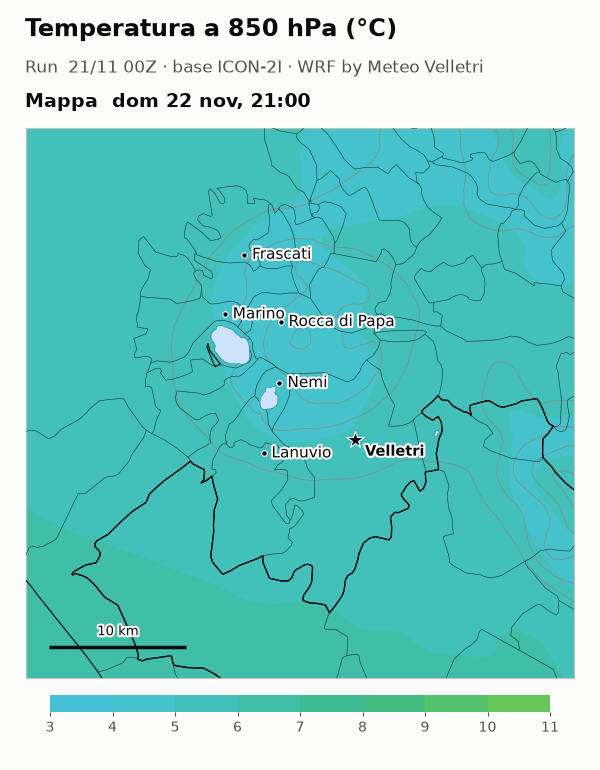 Temperatura a 850 hPa (°C)
Run  21/11 00Z · base ICON-2I · WRF by Meteo Velletri
Mappa  dom 22 nov, 21:00
Frascati
Marino
Rocca di Papa
Nemi
Velletri
Lanuvio
10 km
3 4 5 6 7 8 9 10 11